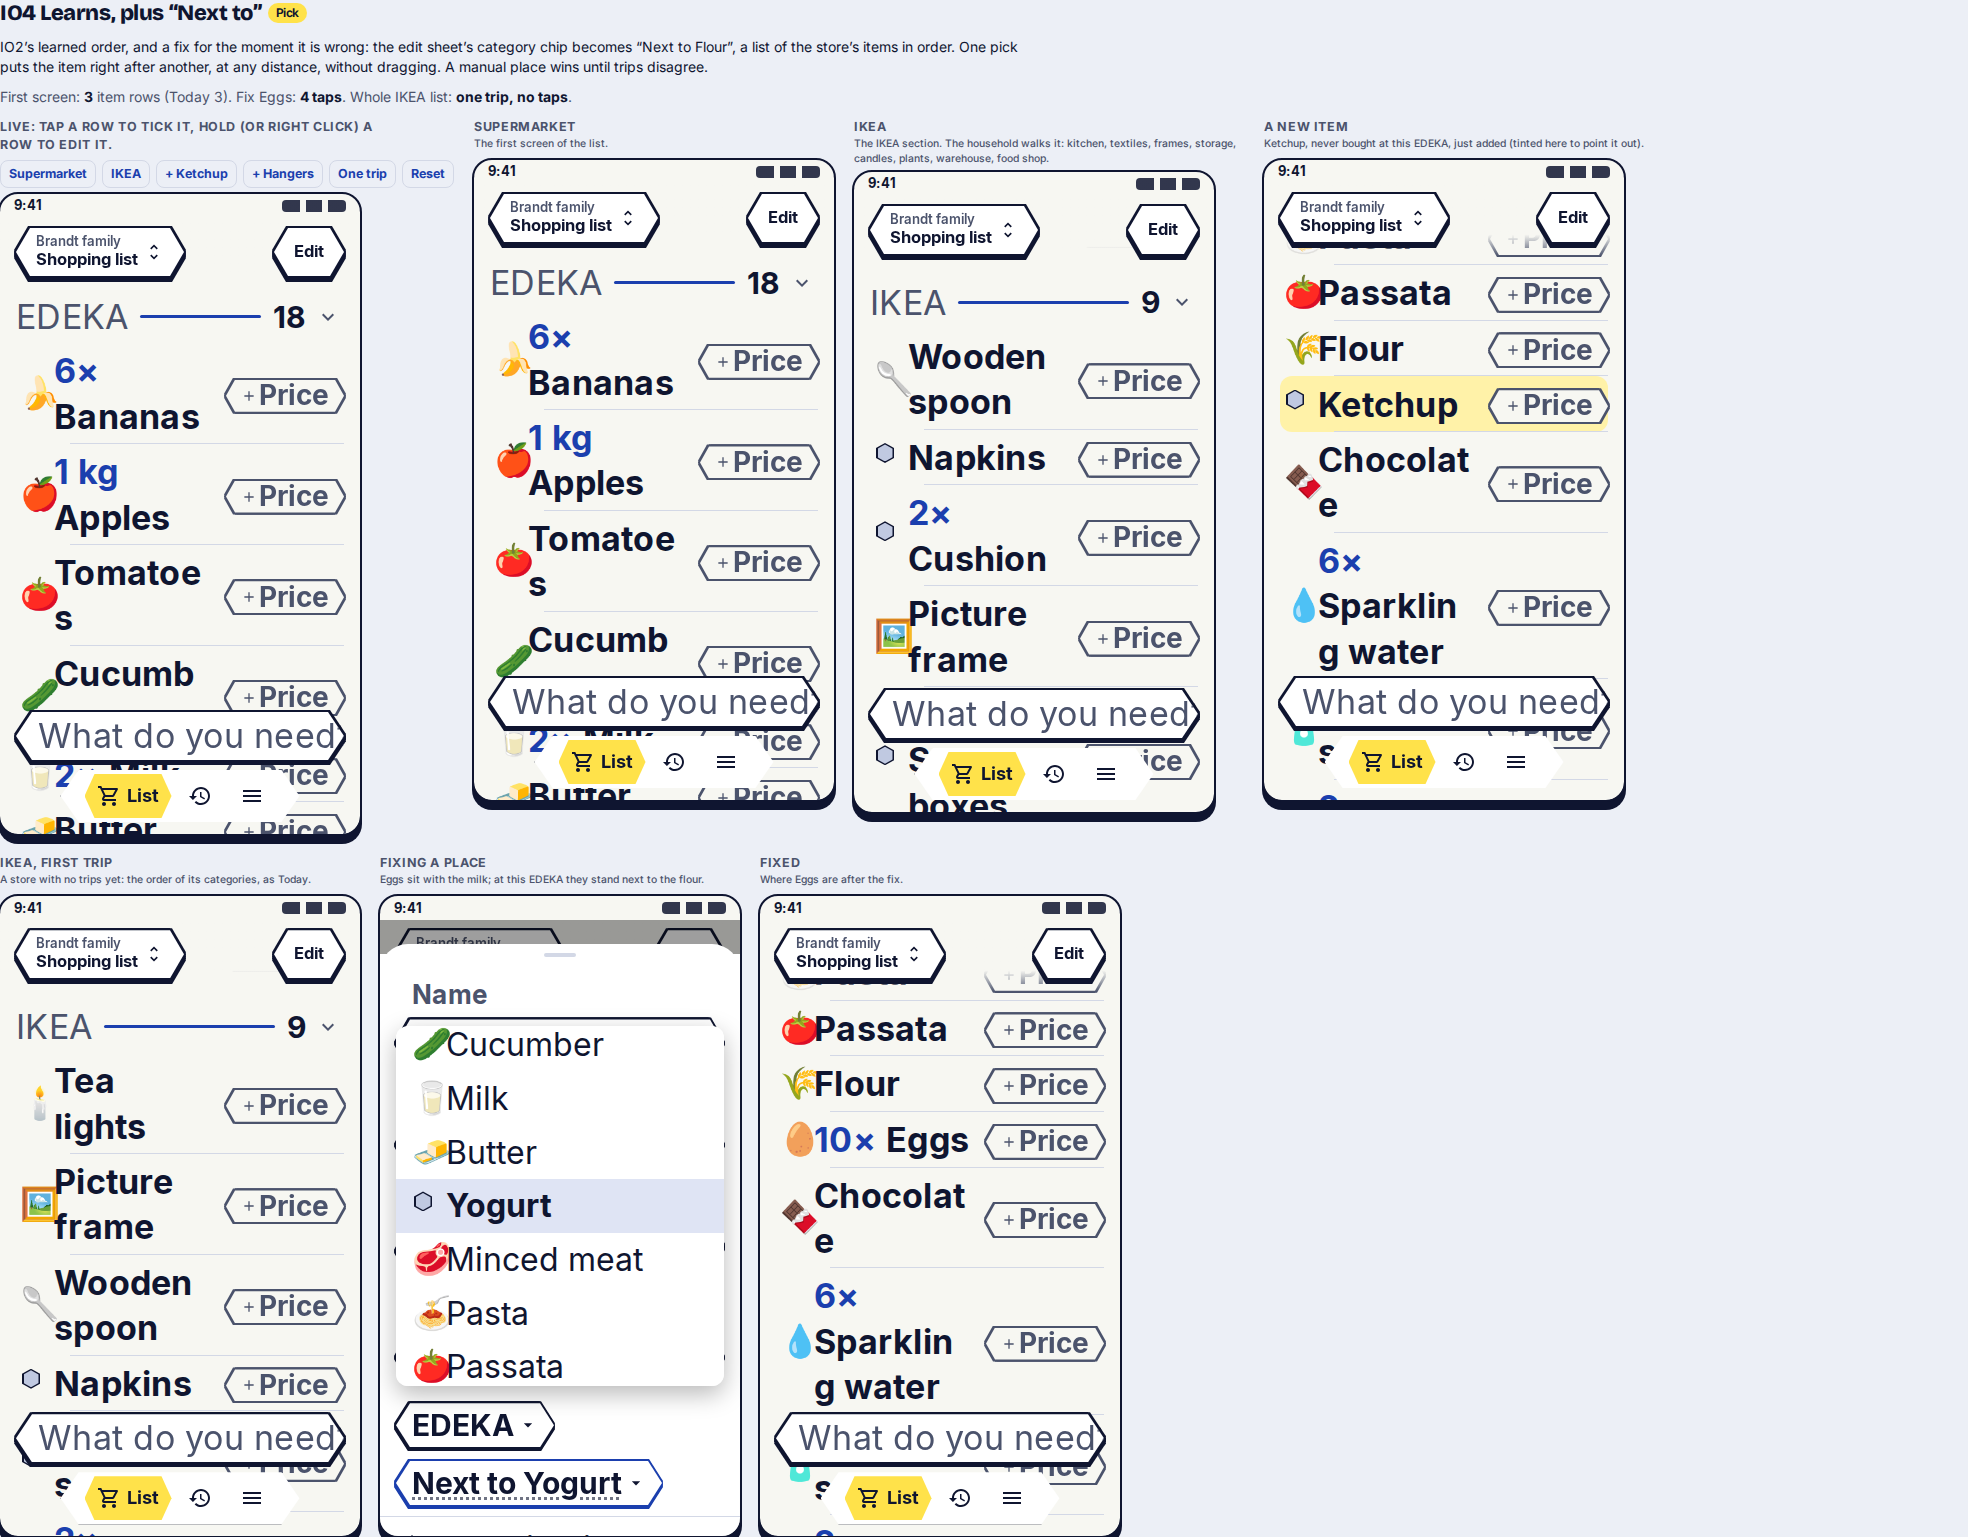 IO4 Learns, plus “Next to” Pick
IO2’s learned order, and a fix for the moment it is wrong: the edit sheet’s category chip becomes “Next to Flour”, a list of the store’s items in order. One pick
puts the item right after another, at any distance, without dragging. A manual place wins until trips disagree.
First screen: 3 item rows (Today 3). Fix Eggs: 4 taps. Whole IKEA list: one trip, no taps.
LIVE: TAP A ROW TO TICK IT, HOLD (OR RIGHT CLICK) A
ROW TO EDIT IT.
Supermarket IKEA + Ketchup + Hangers One trip Reset
9:41
Brandt family
Shopping list
Edit
EDEKA 18
6×
Bananas
+ Price
1 kg
Apples
+ Price
Tomatoe
s
+ Price
Cucumb
+ Price
What do you need?
2× Milk
Butter
List
SUPERMARKET
The first screen of the list.
9:41
Brandt family
Shopping list
Edit
EDEKA 18
6×
Bananas
+ Price
1 kg
Apples
+ Price
Tomatoe
s
+ Price
Cucumb
+ Price
What do you need?
2× Milk
Price
List
Butter
+ Price
IKEA
The IKEA section. The household walks it: kitchen, textiles, frames, storage,
candles, plants, warehouse, food shop.
9:41
Brandt family
Shopping list
Edit
IKEA 9
Wooden
spoon
+ Price
Napkins
+ Price
2×
Cushion
+ Price
Picture
frame
+ Price
What do you need?
List
boxes
A NEW ITEM
Ketchup, never bought at this EDEKA, just added (tinted here to point it out).
9:41
Brandt family
Shopping list
Edit
Passata
+ Price
Flour
+ Price
Ketchup
+ Price
Chocolat
e
+ Price
6×
Sparklin
g water
+ Price
What do you need?
List
IKEA, FIRST TRIP
A store with no trips yet: the order of its categories, as Today.
9:41
Brandt family
Shopping list
Edit
IKEA 9
Tea
lights
+ Price
Picture
frame
+ Price
Wooden
spoon
+ Price
Napkins
+ Price
What do you need?
List
FIXING A PLACE
Eggs sit with the milk; at this EDEKA they stand next to the flour.
9:41
Brandt family
Name
Cucumber
Milk
Butter
Yogurt
Minced meat
Pasta
Passata
EDEKA
Next to Yogurt
FIXED
Where Eggs are after the fix.
9:41
Brandt family
Shopping list
Edit
Passata
+ Price
Flour
+ Price
10× Eggs
+ Price
Chocolat
e
+ Price
6×
Sparklin
g water
+ Price
What do you need?
List